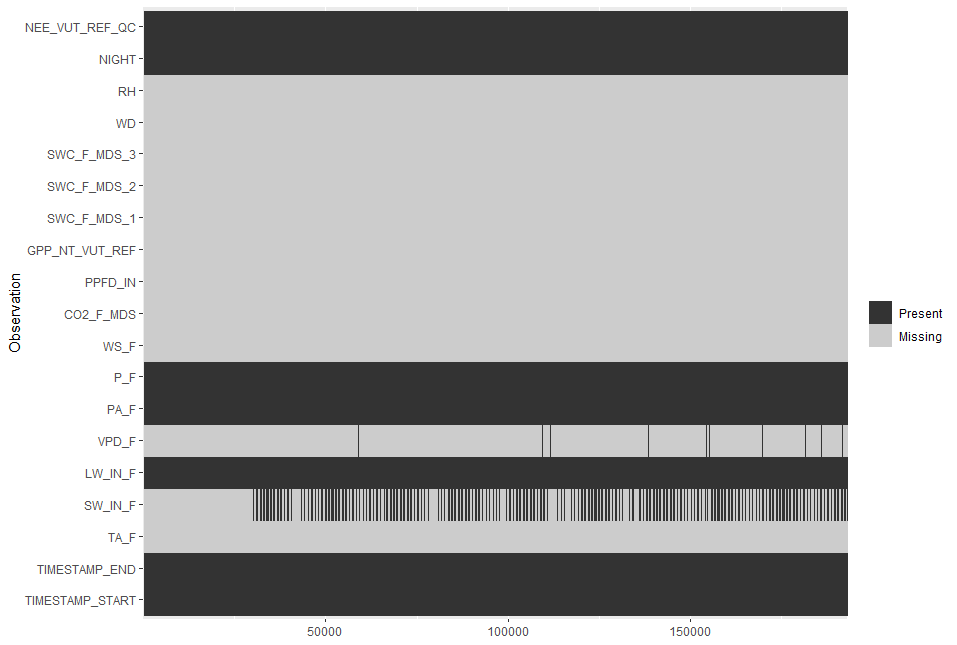 NEE_VUT_REF_QC
NIGHT
RH
WD
SWC_F_MDS_3
SWC_F_MDS_2
SWC_F_MDS_1
GPP_NT_VUT_REF
PPFD_IN
CO2_F_MDS
WS_F
P_F
PA_F
VPD_F
LW_IN_F
SW_IN_F
TA_F
TIMESTAMP_END
TIMESTAMP_START
Observation
50000
100000
150000
Present
Missing